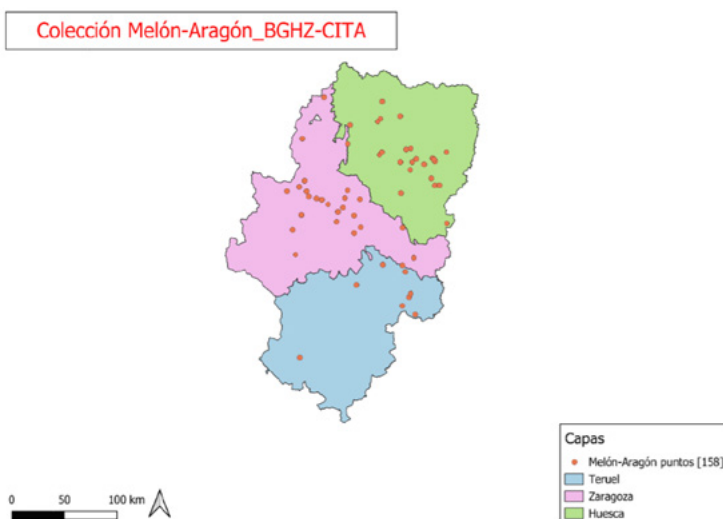 Colección Melón-Aragón_BGHZ-CITA
Capas
Melón-Aragón puntos [158]
Teruel
Zaragoza
Huesca
0 50 100 km